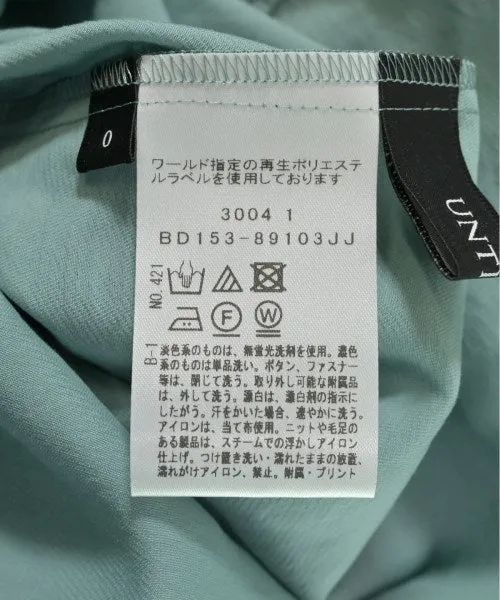 0
ワールド指定の再生ポリエステ
ルラベルを使用しております
3004 1
BD153-89103JJ
UNT
NO.421
F
W
B-1
淡色系のものは、無蛍光洗剤を使用。濃色
系のものは単品洗い。ボタン、ファスナー
等は、閉じて洗う。取り外し可能な附属品
は、外して洗う。漂白は、漂白剤の指示に
したがう。汗をかいた場合、速やかに洗う。
アイロンは、当て布使用。ニットや毛足の
ある製品は、スチームでの浮かしアイロン
仕上げ。つけ置き洗い・濡れたままの放置、
濡れがけアイロン、禁止。附属・プリント